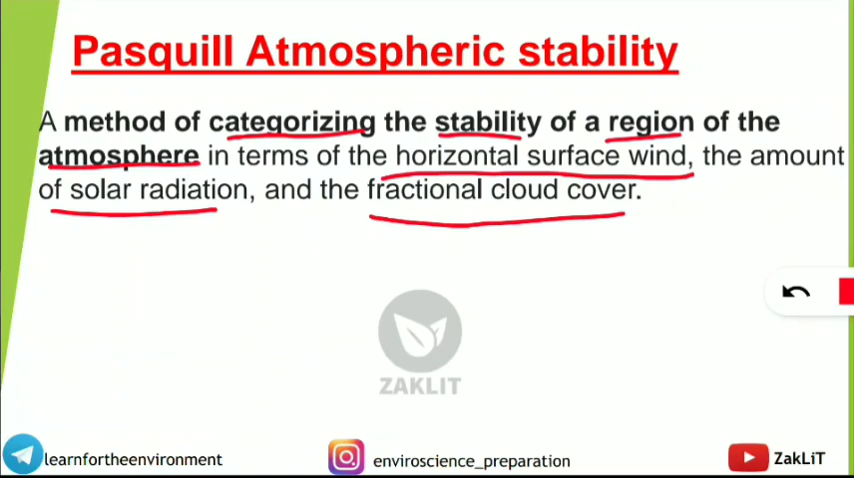 Pasquill Atmospheric stability
A method of categorizing the stability of a region of the
atmosphere in terms of the horizontal surface wind, the amount
of solar radiation, and the fractional cloud cover.
ZAKLIT
learnfortheenvironment
enviroscience_preparation
ZakLiT